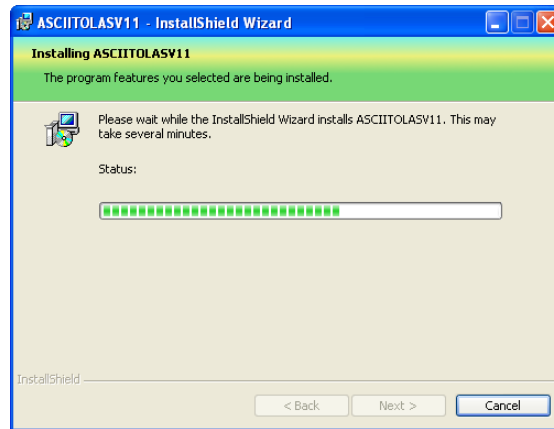 ASCIITOLASV11 - InstallShield Wizard
Installing ASCIITOLASV11
The program features you selected are being installed.
Please wait while the InstallShield Wizard installs ASCIITOLASV11. This may
take several minutes.
Status:
InstallShield
< Back Next > Cancel